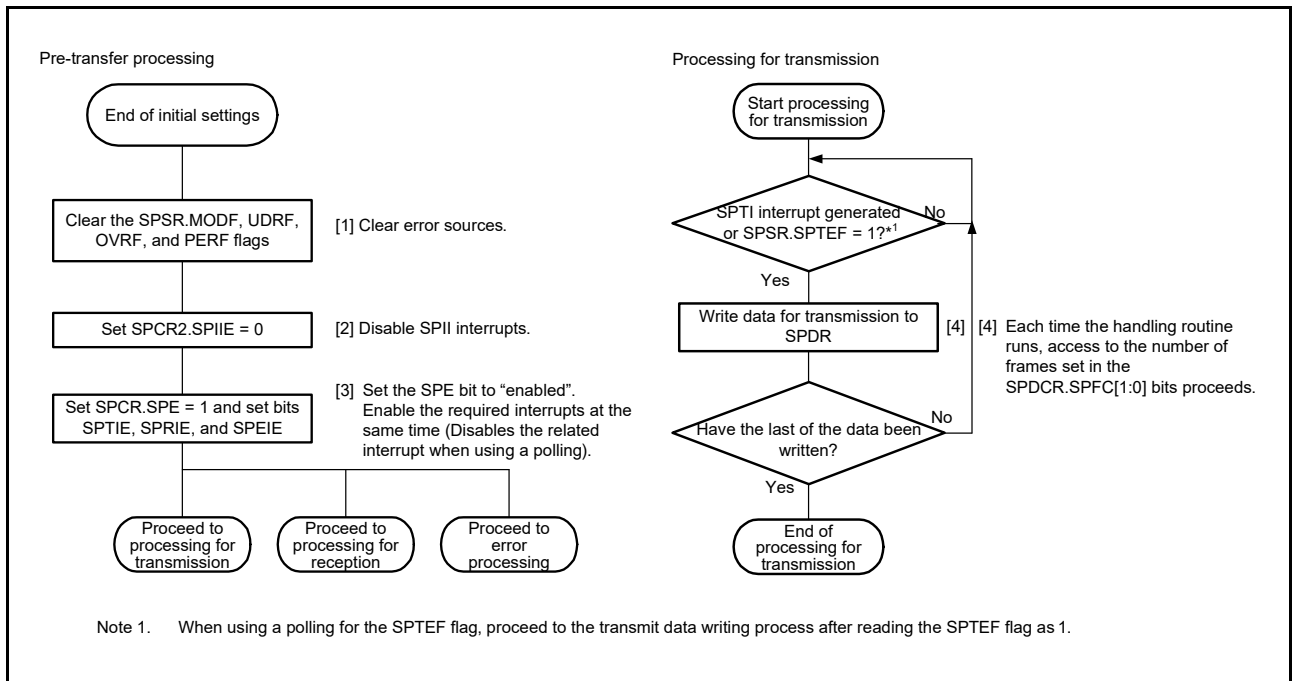 Pre-transfer processing
End of initial settings
Clear the SPSR.MODF, UDRF,
OVRF, and PERF flags
[1] Clear error sources.
Set SPCR2.SPIIE = 0
[2] Disable SPII interrupts.
Set SPCR.SPE = 1 and set bits
SPTIE, SPRIE, and SPEIE
[3] Set the SPE bit to “enabled”.
Enable the required interrupts at the
same time (Disables the related
interrupt when using a polling).
Proceed to
processing for
transmission
Proceed to
processing for
reception
Proceed to
error
processing
Processing for transmission
Start processing
for transmission
SPTI interrupt generated
or SPSR.SPTEF = 1?*1
No
Yes
Write data for transmission to
SPDR
[4]
[4] Each time the handling routine
runs, access to the number of
frames set in the
SPDCR.SPFC[1:0] bits proceeds.
Have the last of the data been
written?
No
Yes
End of
processing for
transmission
Note 1. When using a polling for the SPTEF flag, proceed to the transmit data writing process after reading the SPTEF flag as 1.